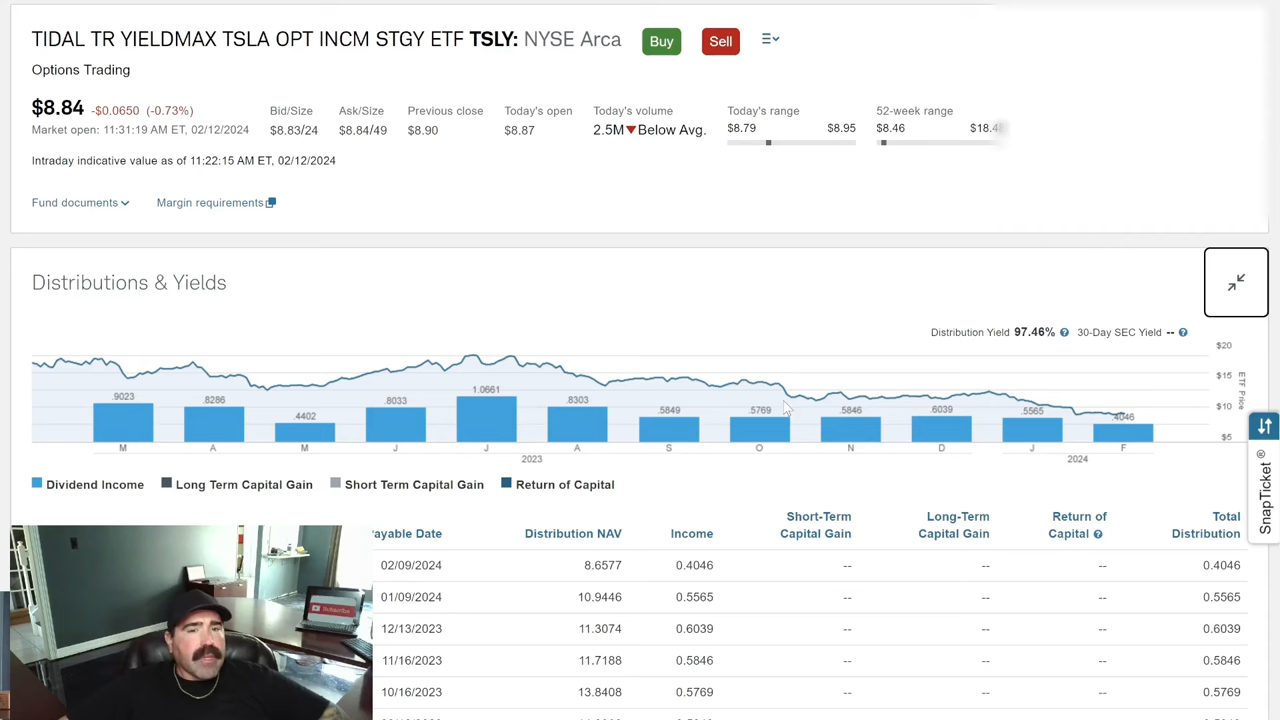 TIDAL TR YIELDMAX TSLA OPT INCM STGY ETF TSLY: NYSE Arca Buy Sell
Options Trading
$8.84 -$0.0650 (-0.73%)
Market open: 11:31:19 AM ET, 02/12/2024
Bid/Size Ask/Size Previous close Today's open Today's volume Today's range 52-week range
$8.83/24 $8.84/49 $8.90 $8.87 2.5M Below Avg. $8.79 $8.95 $8.46
Intraday indicative value as of 11:22:15 AM ET, 02/12/2024
Fund documents Margin requirements
Distributions & Yields
Distribution Yield 97.46% 30-Day SEC Yield --
$20
$15
$10
$5
ETF Price
.9023 .8286 .4402 .8033 1.0661 .8303 .5849 .5769 .5846 .6039 .5565 .4046
M A M J J A S O N D J F
2023 2024
Dividend Income Long Term Capital Gain Short Term Capital Gain Return of Capital
SnapTicket ®
Payable Date Distribution NAV Income Short-Term Capital Gain Long-Term Capital Gain Return of Capital Total Distribution
02/09/2024 8.6577 0.4046 -- -- -- 0.4046
01/09/2024 10.9446 0.5565 -- -- -- 0.5565
12/13/2023 11.3074 0.6039 -- -- -- 0.6039
11/16/2023 11.7188 0.5846 -- -- -- 0.5846
10/16/2023 13.8408 0.5769 -- -- -- 0.5769
Subscribe